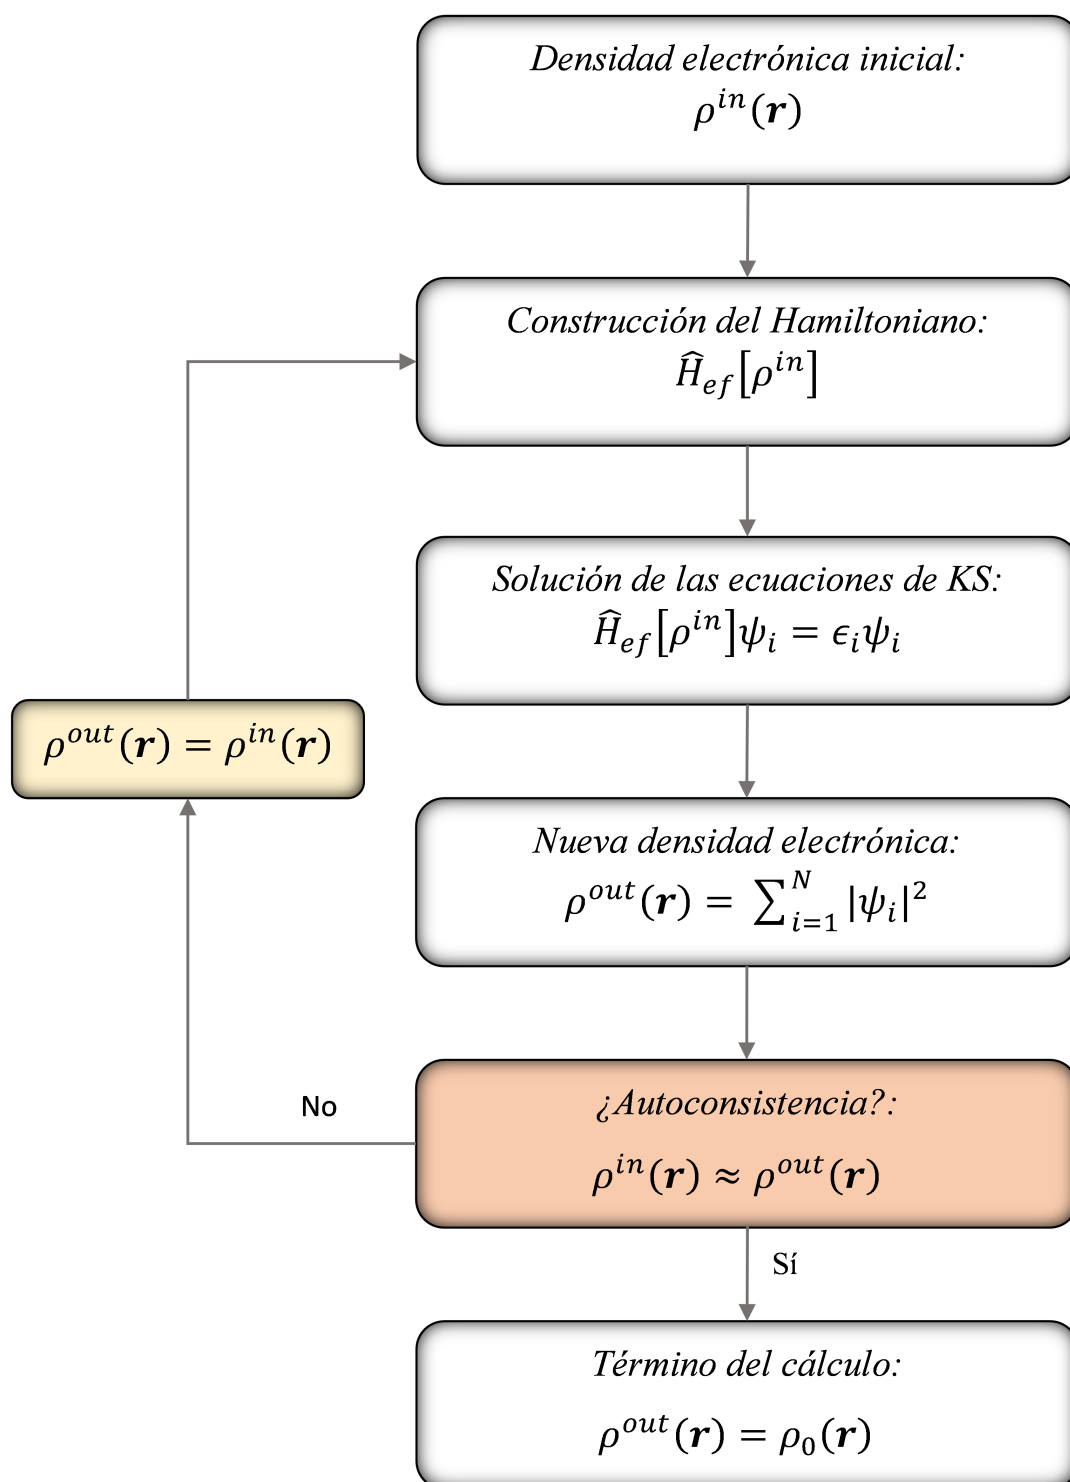 Densidad electrónica inicial:
ρ^{in}(𝒓)
Construcción del Hamiltoniano:
Ĥ_{ef}[ρ^{in}]
Solución de las ecuaciones de KS:
Ĥ_{ef}[ρ^{in}]ψ_i = ϵ_iψ_i
ρ^{out}(𝒓) = ρ^{in}(𝒓)
Nueva densidad electrónica:
ρ^{out}(𝒓) = ∑_{i=1}^{N} |ψ_i|^2
No
¿Autoconsistencia?:
ρ^{in}(𝒓) ≈ ρ^{out}(𝒓)
Sí
Término del cálculo:
ρ^{out}(𝒓) = ρ_0(𝒓)